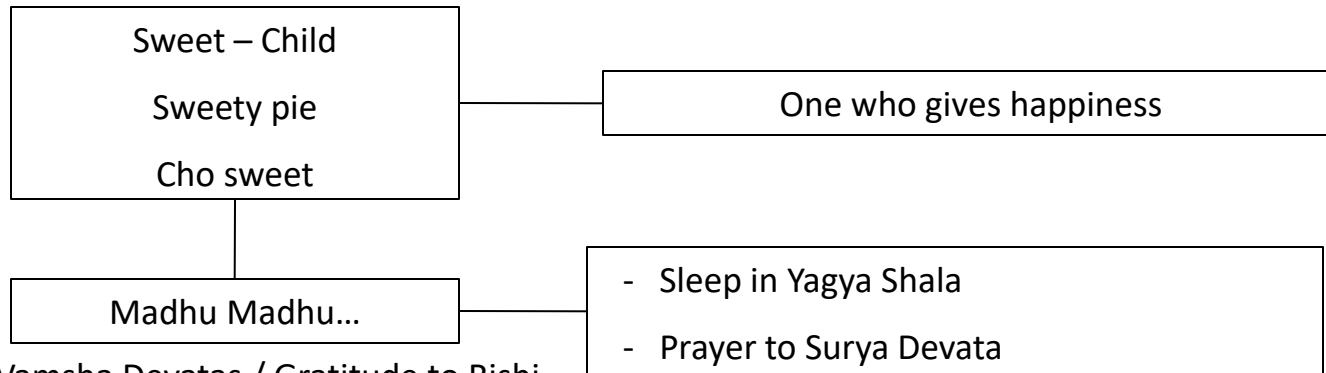 Sweet – Child
Sweety pie
Cho sweet
One who gives happiness
Madhu Madhu…
- Sleep in Yagya Shala
- Prayer to Surya Devata
Vamsha Devatas / Gratitude to Rishi